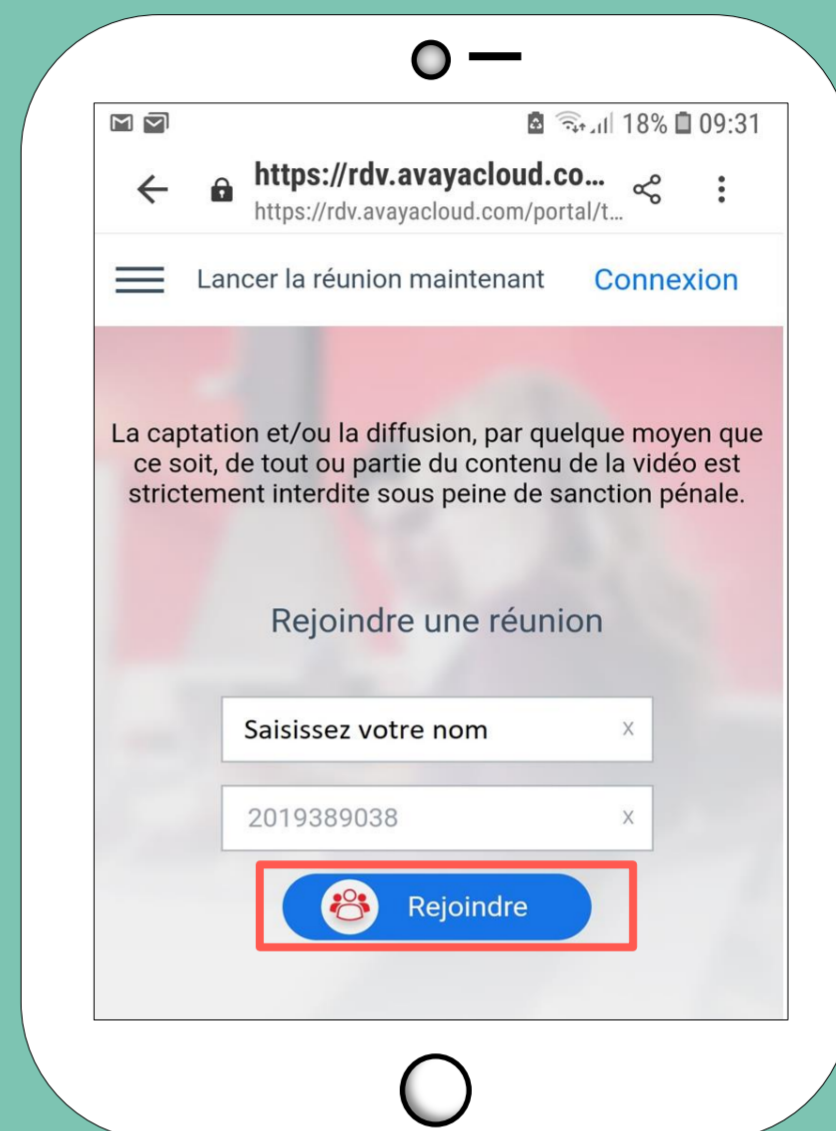 18% 09:31
https://rdv.avayacloud.co...
https://rdv.avayacloud.com/portal/t...
Lancer la réunion maintenant Connexion
La captation et/ou la diffusion, par quelque moyen que
ce soit, de tout ou partie du contenu de la vidéo est
strictement interdite sous peine de sanction pénale.
Rejoindre une réunion
Saisissez votre nom x
2019389038 x
Rejoindre